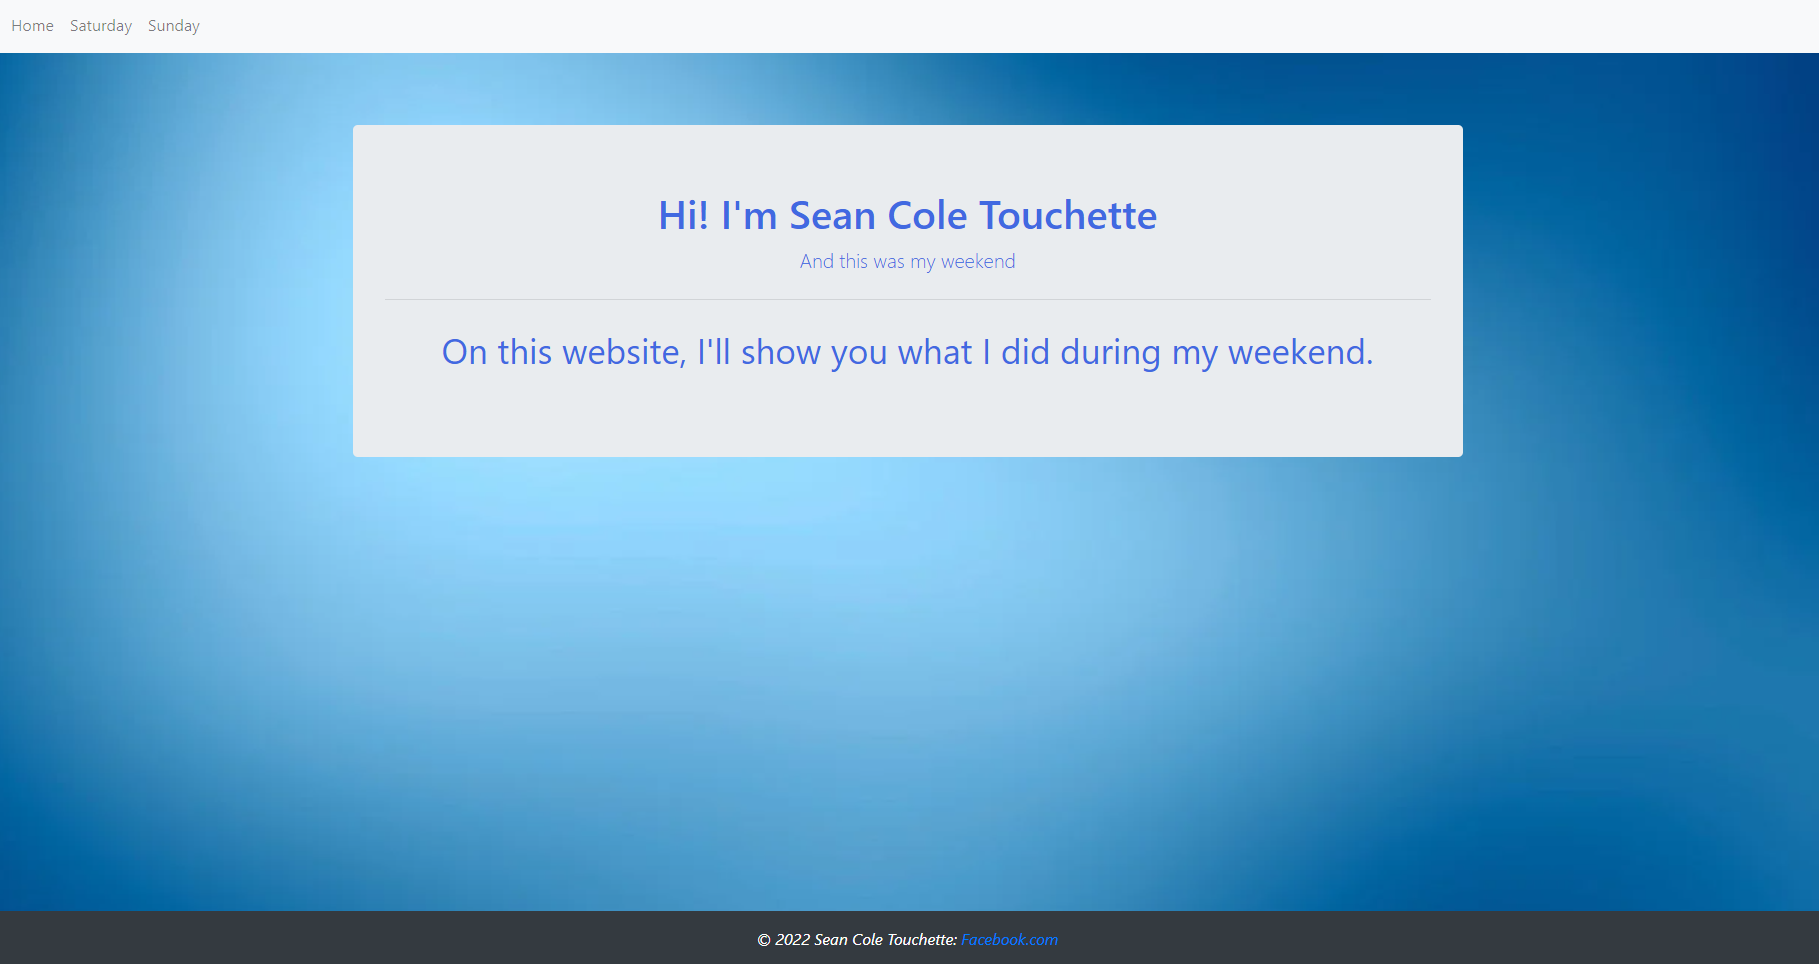 Home Saturday Sunday
Hi! I'm Sean Cole Touchette
And this was my weekend
On this website, I'll show you what I did during my weekend.
© 2022 Sean Cole Touchette: Facebook.com